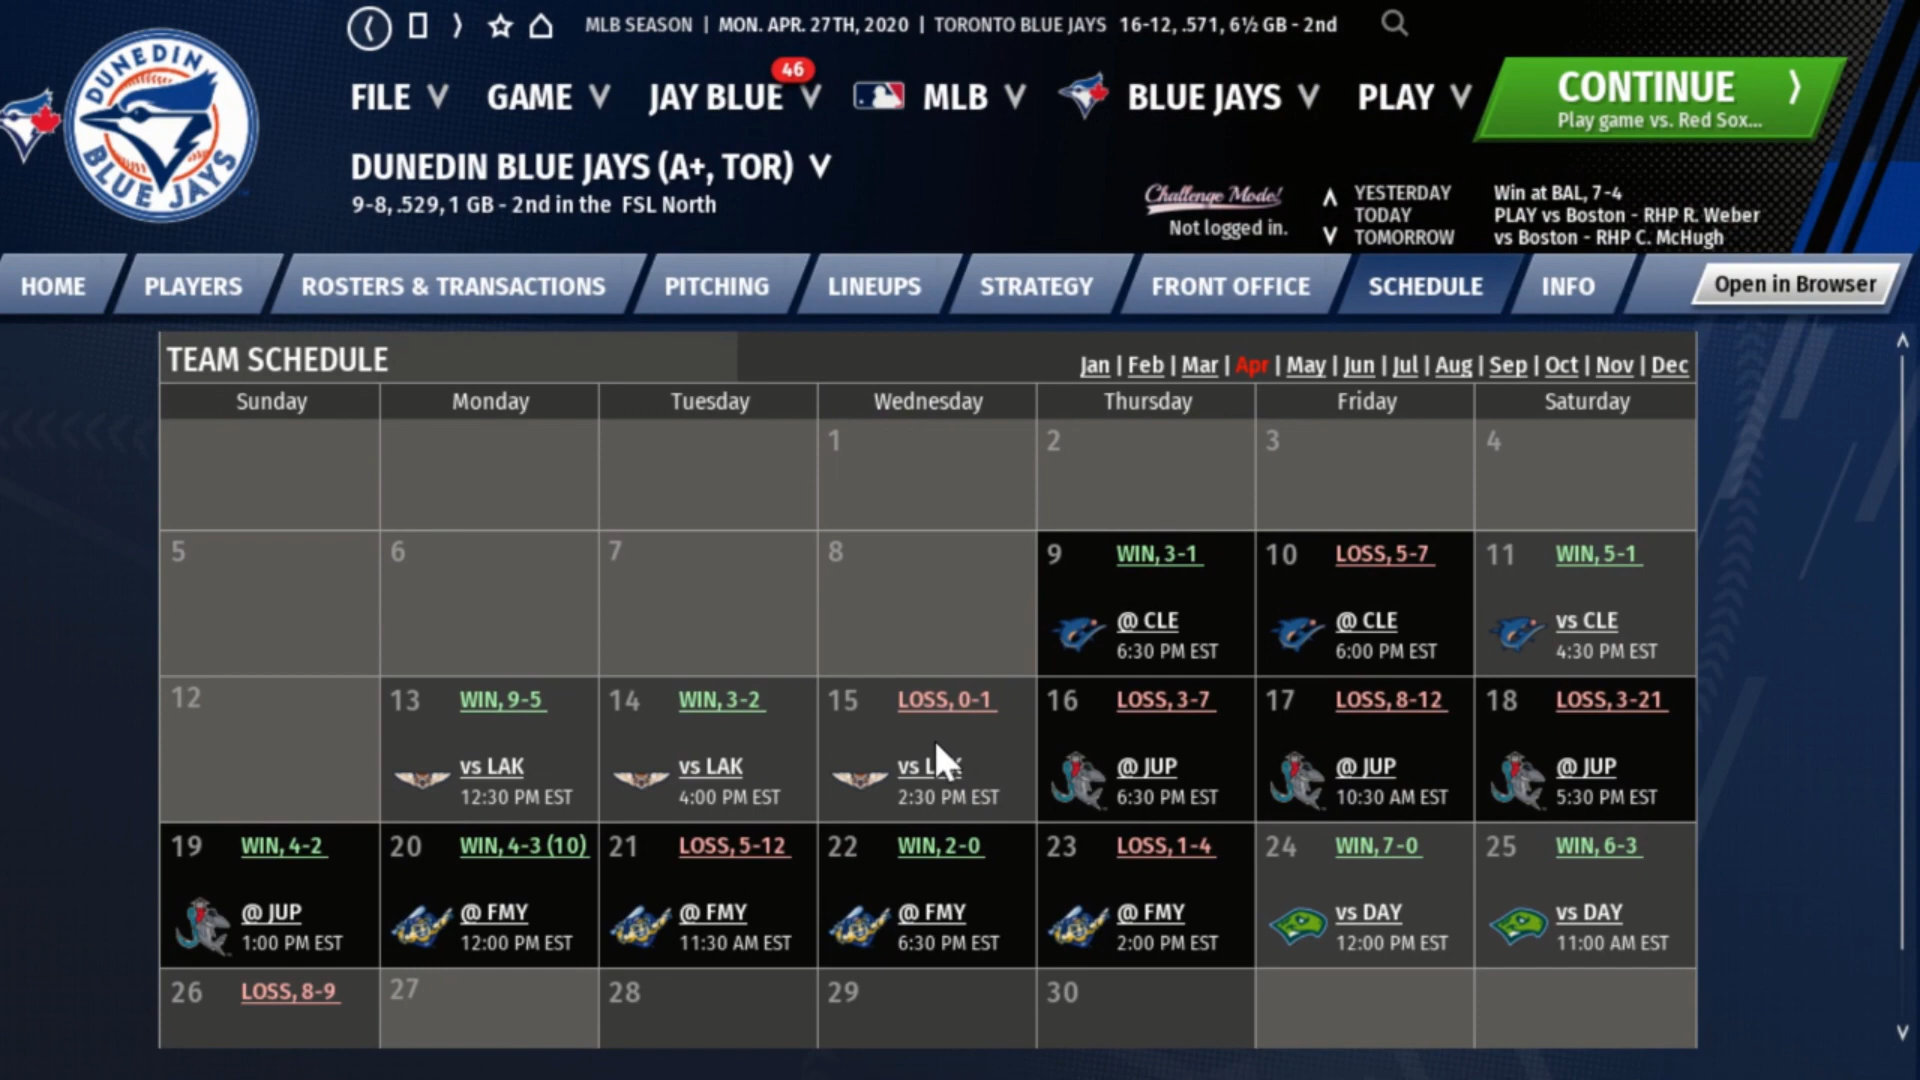 MLB SEASON | MON. APR. 27TH, 2020 | TORONTO BLUE JAYS 16-12, .571, 6½ GB - 2nd
46
FILE GAME JAY BLUE MLB BLUE JAYS PLAY
CONTINUE
Play game vs. Red Sox...
DUNEDIN
BLUE JAYS
DUNEDIN BLUE JAYS (A+, TOR)
9-8, .529, 1 GB - 2nd in the FSL North
Challenge Mode!
Not logged in.
YESTERDAY Win at BAL, 7-4
TODAY PLAY vs Boston - RHP R. Weber
TOMORROW vs Boston - RHP C. McHugh
HOME PLAYERS ROSTERS & TRANSACTIONS PITCHING LINEUPS STRATEGY FRONT OFFICE SCHEDULE INFO Open in Browser
TEAM SCHEDULE
Jan | Feb | Mar | Apr | May | Jun | Jul | Aug | Sep | Oct | Nov | Dec
Sunday Monday Tuesday Wednesday Thursday Friday Saturday
1 2 3 4
5 6 7 8 9 WIN, 3-1 10 LOSS, 5-7 11 WIN, 5-1
@ CLE @ CLE vs CLE
6:30 PM EST 6:00 PM EST 4:30 PM EST
12 13 WIN, 9-5 14 WIN, 3-2 15 LOSS, 0-1 16 LOSS, 3-7 17 LOSS, 8-12 18 LOSS, 3-21
vs LAK vs LAK vs @ JUP @ JUP @ JUP
12:30 PM EST 4:00 PM EST 2:30 PM EST 6:30 PM EST 10:30 AM EST 5:30 PM EST
19 WIN, 4-2 20 WIN, 4-3 (10) 21 LOSS, 5-12 22 WIN, 2-0 23 LOSS, 1-4 24 WIN, 7-0 25 WIN, 6-3
@ JUP @ FMY @ FMY @ FMY @ FMY vs DAY vs DAY
1:00 PM EST 12:00 PM EST 11:30 AM EST 6:30 PM EST 2:00 PM EST 12:00 PM EST 11:00 AM EST
26 LOSS, 8-9 27 28 29 30